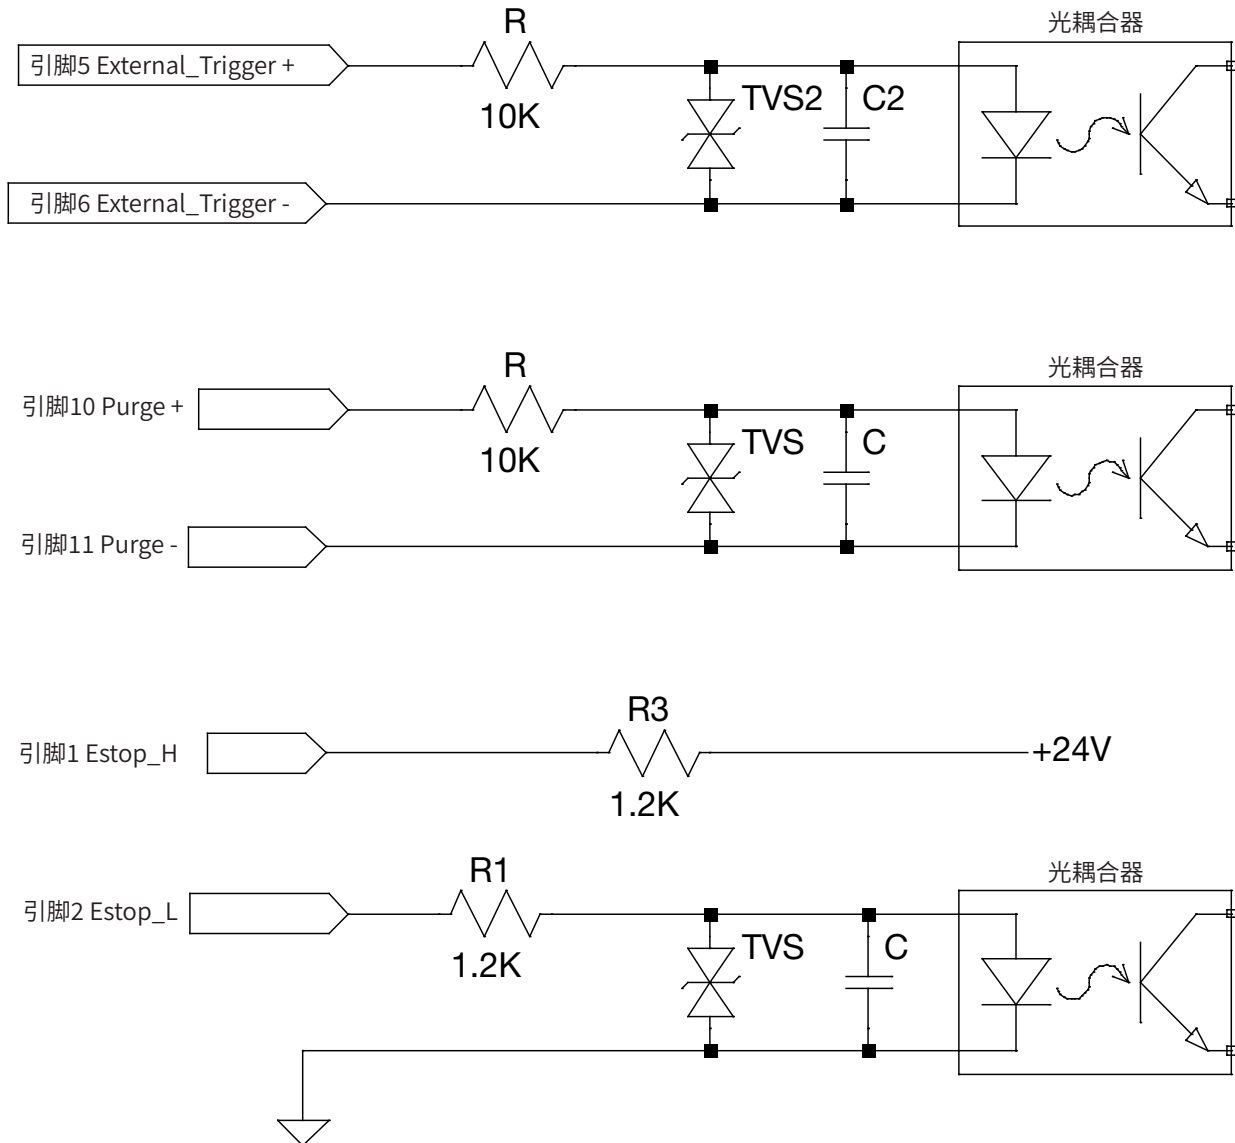 R
光耦合器
引脚5 External_Trigger +
10K
TVS2
C2
引脚6 External_Trigger -
R
光耦合器
引脚10 Purge +
10K
TVS
C
引脚11 Purge -
R3
引脚1 Estop_H
+24V
1.2K
R1
光耦合器
引脚2 Estop_L
1.2K
TVS
C